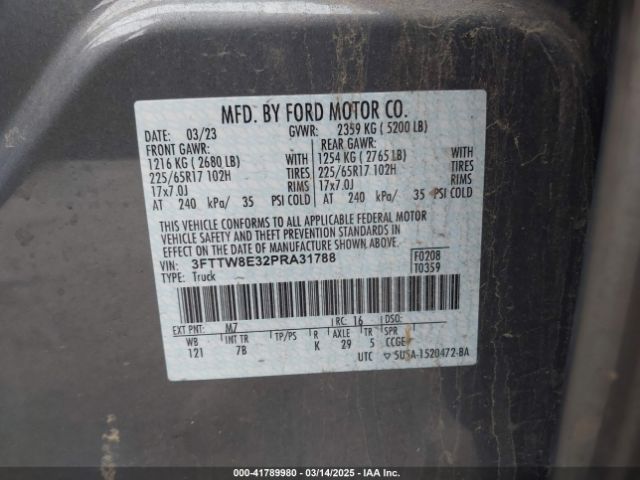 MFD. BY FORD MOTOR CO.
DATE: 03/23 GVWR: 2359 KG ( 5200 LB)
FRONT GAWR: REAR GAWR:
1216 KG ( 2680 LB) WITH 1254 KG ( 2765 LB) WITH
225/65R17 102H TIRES 225/65R17 102H TIRES
17x7.0J RIMS 17x7.0J RIMS
AT 240 kPa/ 35 PSI COLD AT 240 kPa/ 35 PSI COLD
THIS VEHICLE CONFORMS TO ALL APPLICABLE FEDERAL MOTOR
VEHICLE SAFETY AND THEFT PREVENTION STANDARDS IN
EFFECT ON THE DATE OF MANUFACTURE SHOWN ABOVE.
VIN: 3FTTW8E32PRA31788 F0208
TYPE: Truck T0359
EXT PNT: M7 RC: 16 DSO:
WB INT TR TP/PS R AXLE TR SPR
121 7B K 29 5 CCGE
UTC SU5A-1520472-BA
000-41789980 - 03/14/2025 - IAA Inc.